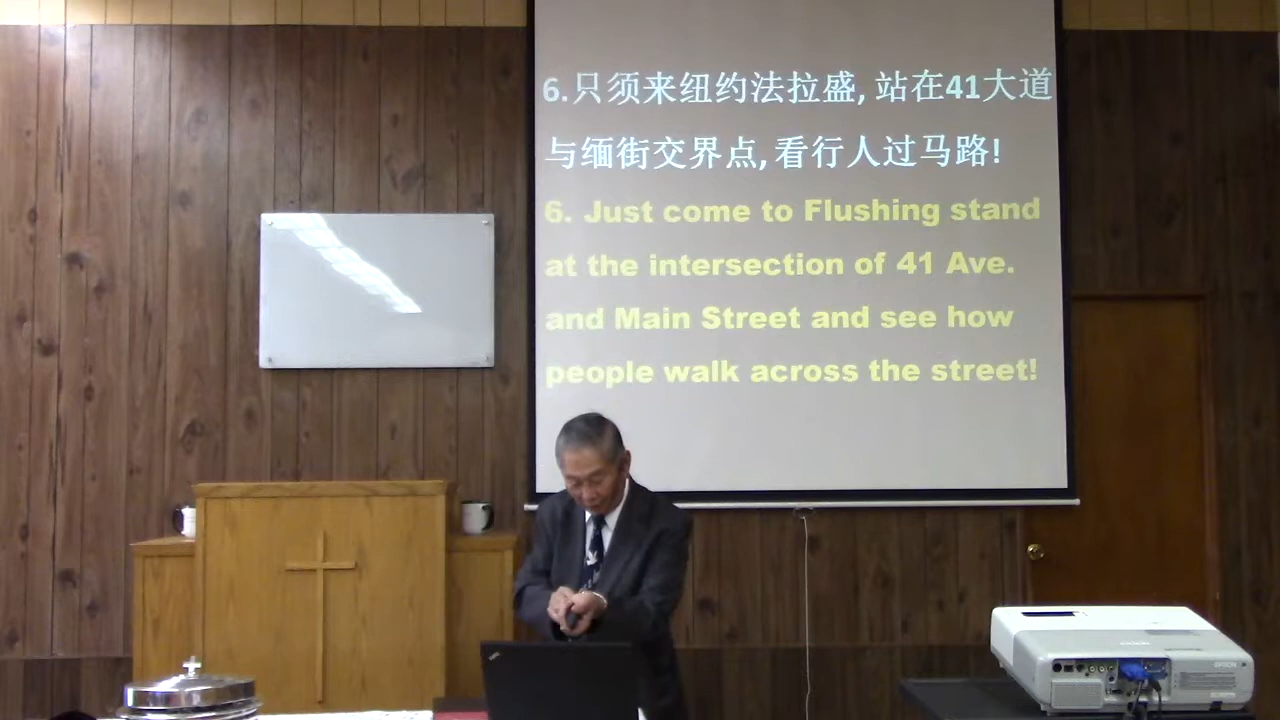 6.只须来纽约法拉盛, 站在41大道
与缅街交界点, 看行人过马路!
6. Just come to Flushing stand
at the intersection of 41 Ave.
and Main Street and see how
people walk across the street!
EPSON